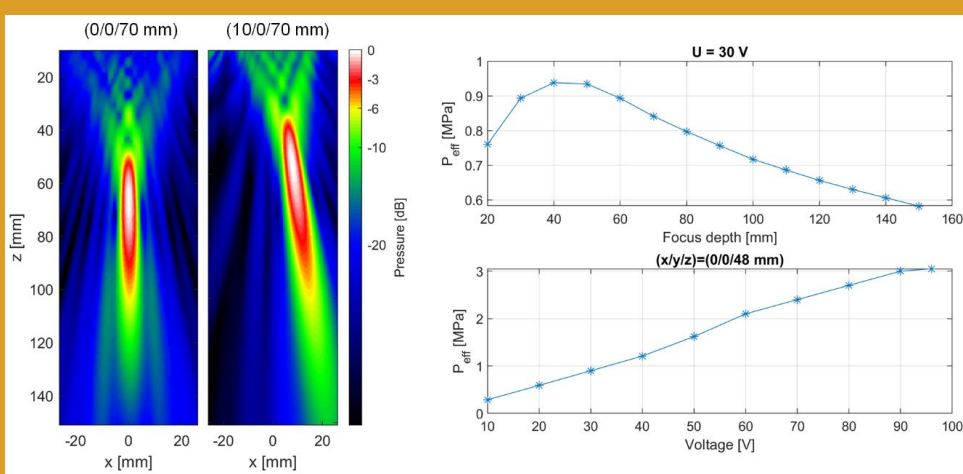 (0/0/70 mm)
(10/0/70 mm)
z [mm]
20
40
60
80
100
120
140
-20
0
20
x [mm]
-20
0
20
x [mm]
0
-3
-6
-10
-20
Pressure [dB]
U = 30 V
P_eff [MPa]
1
0.9
0.8
0.7
0.6
20 40 60 80 100 120 140 160
Focus depth [mm]
(x/y/z)=(0/0/48 mm)
P_eff [MPa]
3
2
1
0
10 20 30 40 50 60 70 80 90 100
Voltage [V]